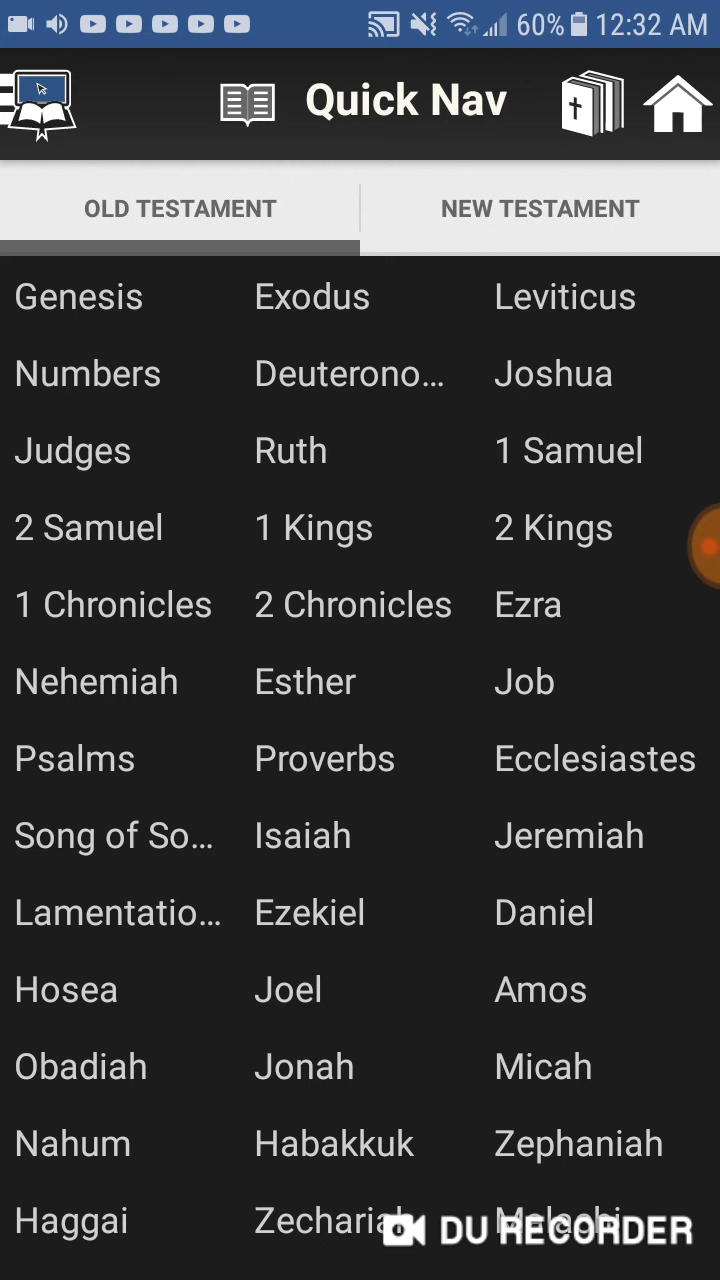 60% 12:32 AM
Quick Nav
OLD TESTAMENT NEW TESTAMENT
Genesis Exodus Leviticus
Numbers Deuterono... Joshua
Judges Ruth 1 Samuel
2 Samuel 1 Kings 2 Kings
1 Chronicles 2 Chronicles Ezra
Nehemiah Esther Job
Psalms Proverbs Ecclesiastes
Song of So... Isaiah Jeremiah
Lamentatio... Ezekiel Daniel
Hosea Joel Amos
Obadiah Jonah Micah
Nahum Habakkuk Zephaniah
Haggai Zechariah Malachi
DU RECORDER